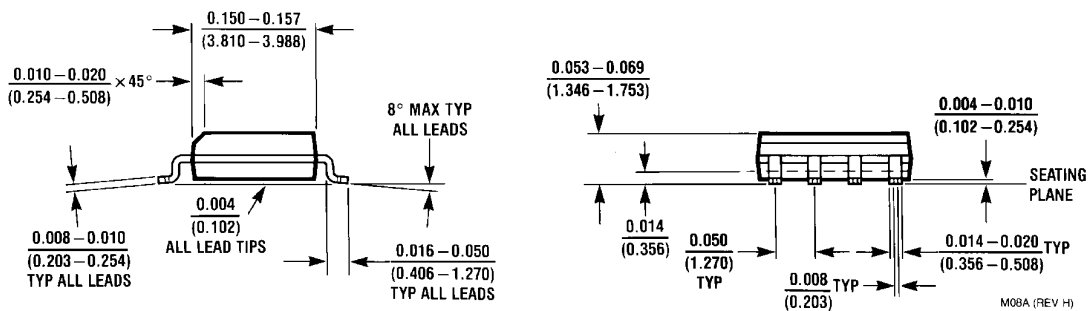 0.150 – 0.157
(3.810 – 3.988)
0.010 – 0.020 × 45°
(0.254 – 0.508)
8° MAX TYP
ALL LEADS
0.004
(0.102)
ALL LEAD TIPS
0.008 – 0.010
(0.203 – 0.254)
TYP ALL LEADS
0.016 – 0.050
(0.406 – 1.270)
TYP ALL LEADS
0.053 – 0.069
(1.346 – 1.753)
0.004 – 0.010
(0.102 – 0.254)
SEATING
PLANE
0.014
(0.356)
0.050
(1.270)
TYP
0.014 – 0.020 TYP
(0.356 – 0.508)
0.008 TYP
(0.203)
M08A (REV H)